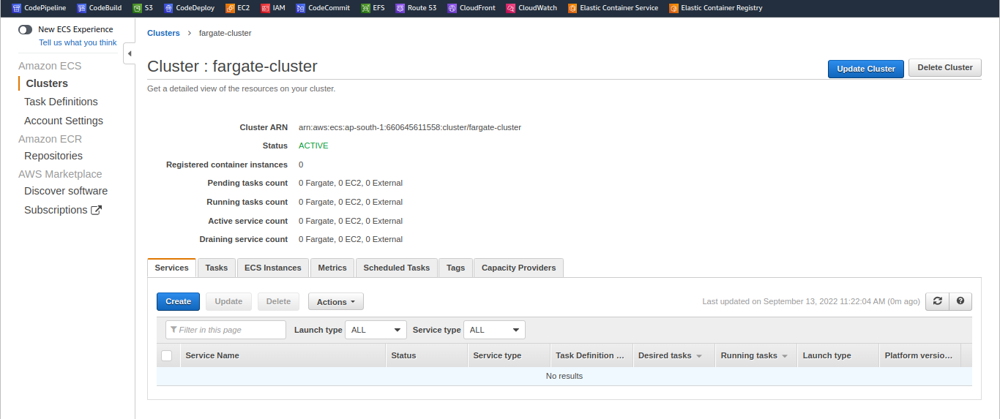 CodePipeline CodeBuild S3 CodeDeploy EC2 IAM CodeCommit EFS Route 53 CloudFront CloudWatch Elastic Container Service Elastic Container Registry
New ECS Experience
Tell us what you think
Amazon ECS
Clusters
Task Definitions
Account Settings
Amazon ECR
Repositories
AWS Marketplace
Discover software
Subscriptions
Clusters > fargate-cluster
Cluster : fargate-cluster
Update Cluster Delete Cluster
Get a detailed view of the resources on your cluster.
Cluster ARN arn:aws:ecs:ap-south-1:660645611558:cluster/fargate-cluster
Status ACTIVE
Registered container instances 0
Pending tasks count 0 Fargate, 0 EC2, 0 External
Running tasks count 0 Fargate, 0 EC2, 0 External
Active service count 0 Fargate, 0 EC2, 0 External
Draining service count 0 Fargate, 0 EC2, 0 External
Services Tasks ECS Instances Metrics Scheduled Tasks Tags Capacity Providers
Create Update Delete Actions Last updated on September 13, 2022 11:22:04 AM (0m ago)
Filter in this page Launch type ALL Service type ALL
Service Name Status Service type Task Definition ... Desired tasks Running tasks Launch type Platform versio...
No results